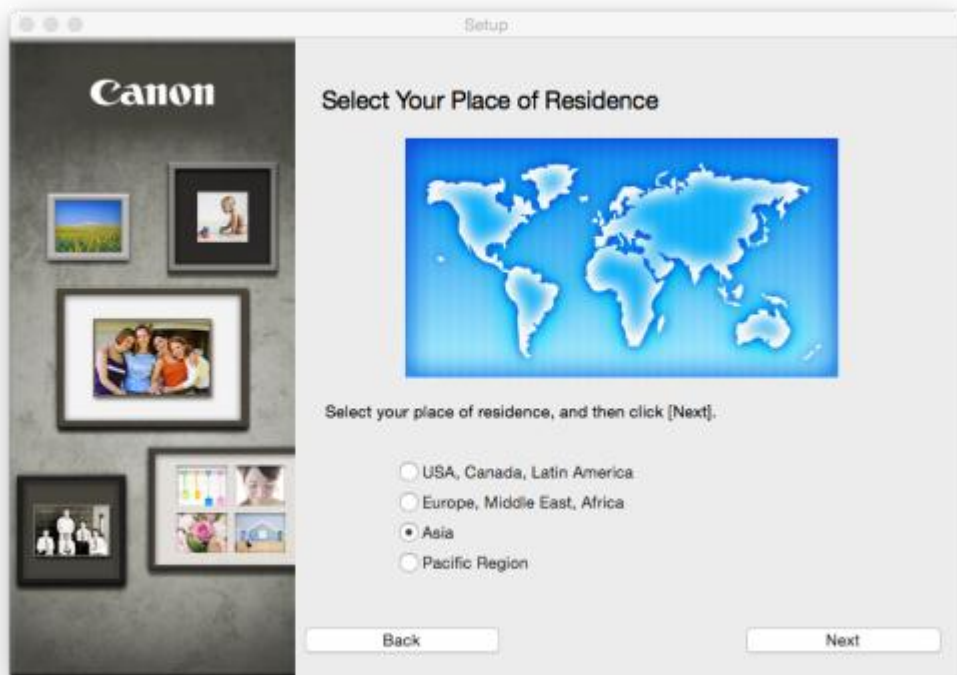 Setup
Canon
Select Your Place of Residence
Select your place of residence, and then click [Next].
USA, Canada, Latin America
Europe, Middle East, Africa
Asia
Pacific Region
Back
Next